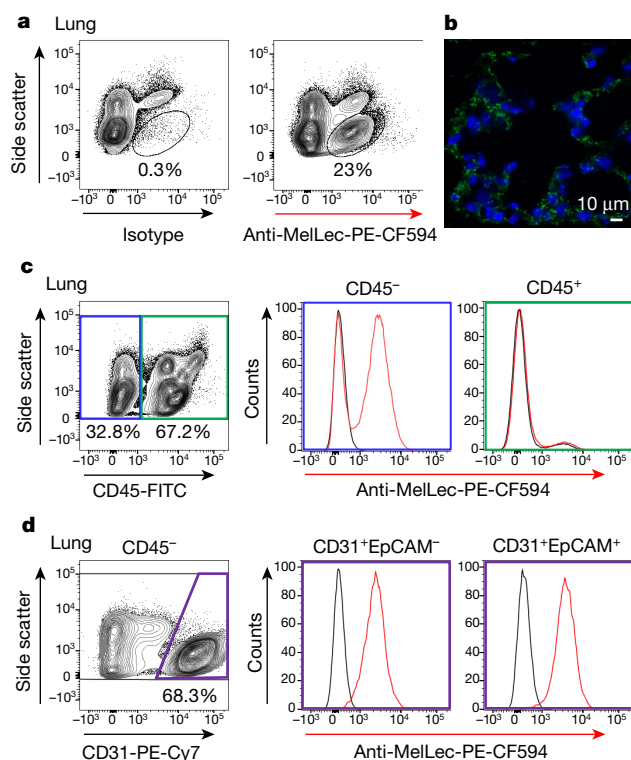 a
Lung
Side scatter
10⁵
10⁴
10³
0
−10³
0.3%
−10³ 0 10³ 10⁴ 10⁵
Isotype
23%
−10³ 0 10³ 10⁴ 10⁵
Anti-MelLec-PE-CF594
b
10 μm
c
Lung
Side scatter
10⁵
10⁴
10³
0
−10³
32.8% 67.2%
−10³ 0 10³ 10⁴ 10⁵
CD45-FITC
CD45⁻
CD45⁺
Counts
100
80
60
40
20
0
−10³ 0 10³ 10⁴ 10⁵
100
80
60
40
20
0
−10³ 0 10³ 10⁴ 10⁵
Anti-MelLec-PE-CF594
d
Lung
CD45⁻
Side scatter
10⁵
10⁴
10³
0
−10³
68.3%
−10³ 0 10³ 10⁴ 10⁵
CD31-PE-Cy7
CD31⁺EpCAM⁻
CD31⁺EpCAM⁺
Counts
100
80
60
40
20
0
−10³ 0 10³ 10⁴ 10⁵
100
80
60
40
20
0
−10³ 0 10³ 10⁴ 10⁵
Anti-MelLec-PE-CF594